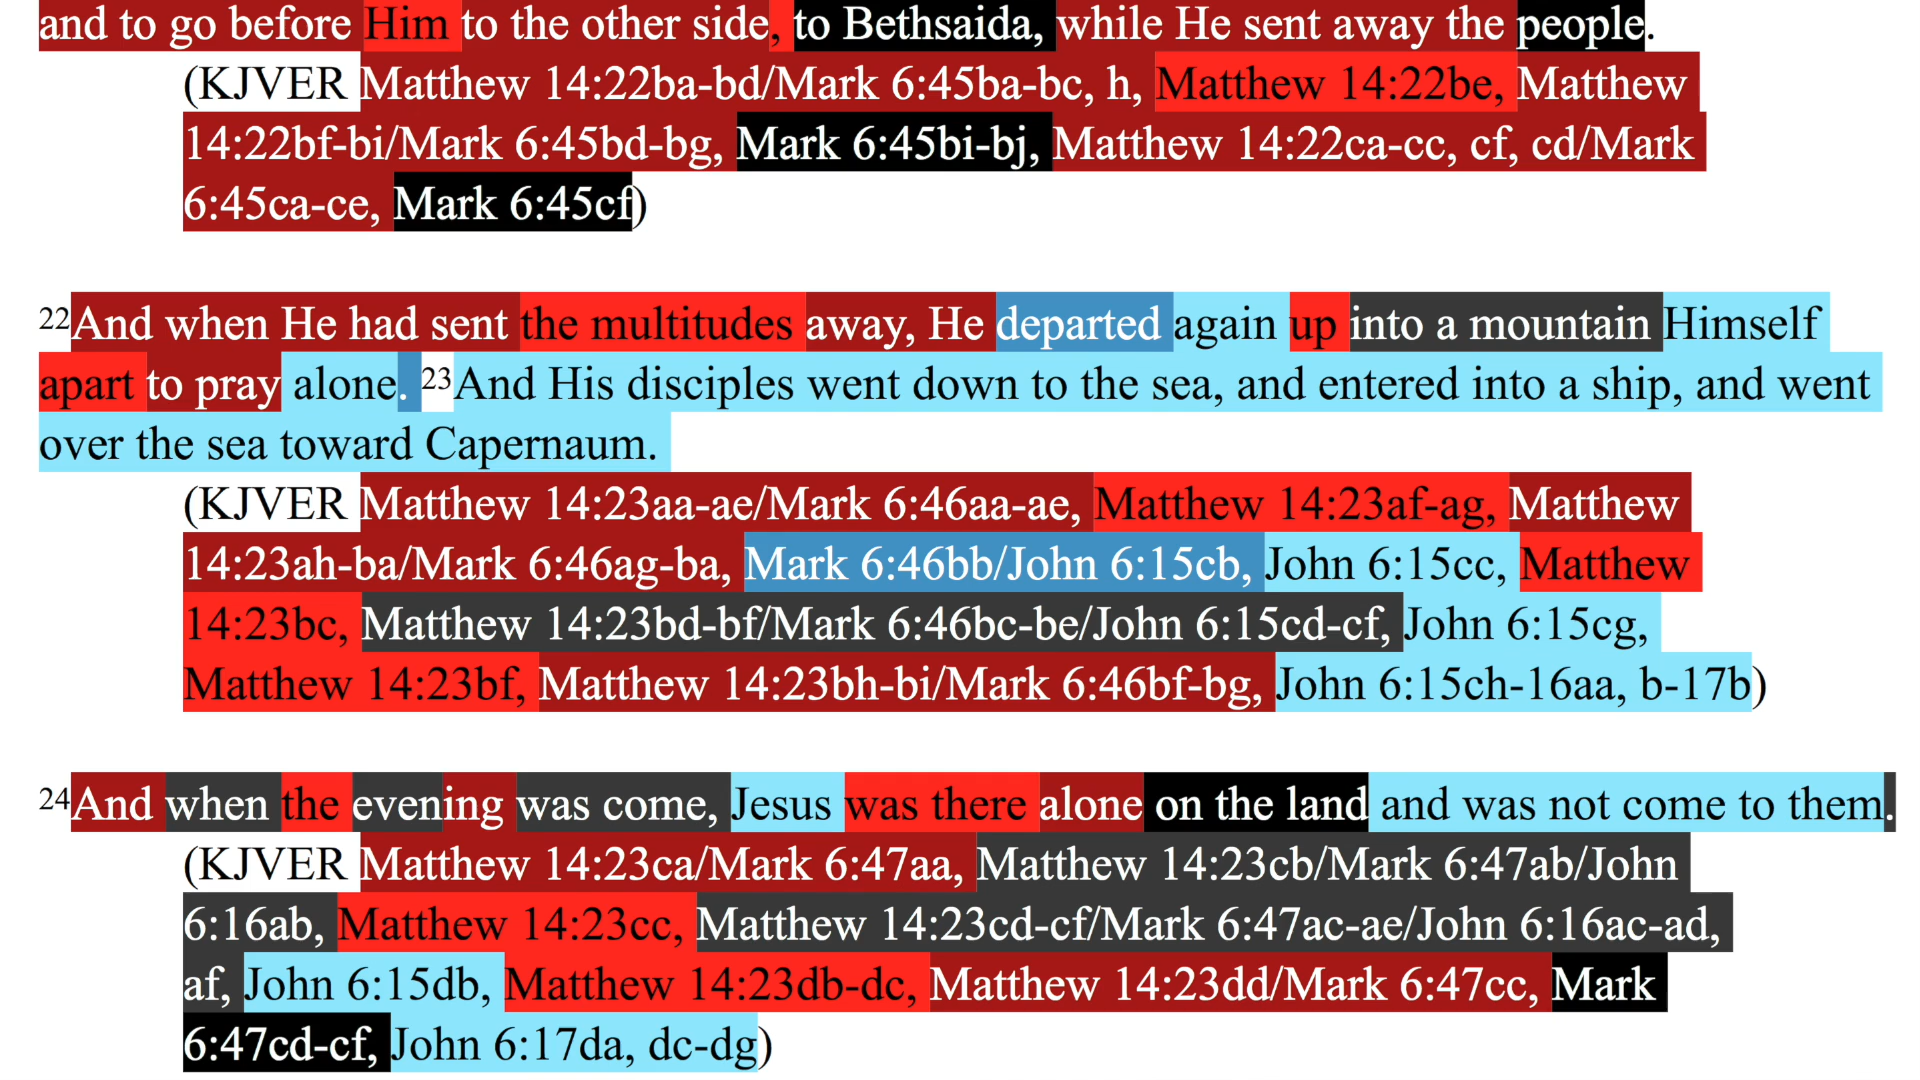 and to go before Him to the other side, to Bethsaida, while He sent away the people.
(KJVER Matthew 14:22ba-bd/Mark 6:45ba-bc, h, Matthew 14:22be, Matthew
14:22bf-bi/Mark 6:45bd-bg, Mark 6:45bi-bj, Matthew 14:22ca-cc, cf, cd/Mark
6:45ca-ce, Mark 6:45cf)
22And when He had sent the multitudes away, He departed again up into a mountain Himself
apart to pray alone. 23And His disciples went down to the sea, and entered into a ship, and went
over the sea toward Capernaum.
(KJVER Matthew 14:23aa-ae/Mark 6:46aa-ae, Matthew 14:23af-ag, Matthew
14:23ah-ba/Mark 6:46ag-ba, Mark 6:46bb/John 6:15cb, John 6:15cc, Matthew
14:23bc, Matthew 14:23bd-bf/Mark 6:46bc-be/John 6:15cd-cf, John 6:15cg,
Matthew 14:23bf, Matthew 14:23bh-bi/Mark 6:46bf-bg, John 6:15ch-16aa, b-17b)
24And when the evening was come, Jesus was there alone on the land and was not come to them.
(KJVER Matthew 14:23ca/Mark 6:47aa, Matthew 14:23cb/Mark 6:47ab/John
6:16ab, Matthew 14:23cc, Matthew 14:23cd-cf/Mark 6:47ac-ae/John 6:16ac-ad,
af, John 6:15db, Matthew 14:23db-dc, Matthew 14:23dd/Mark 6:47cc, Mark
6:47cd-cf, John 6:17da, dc-dg)